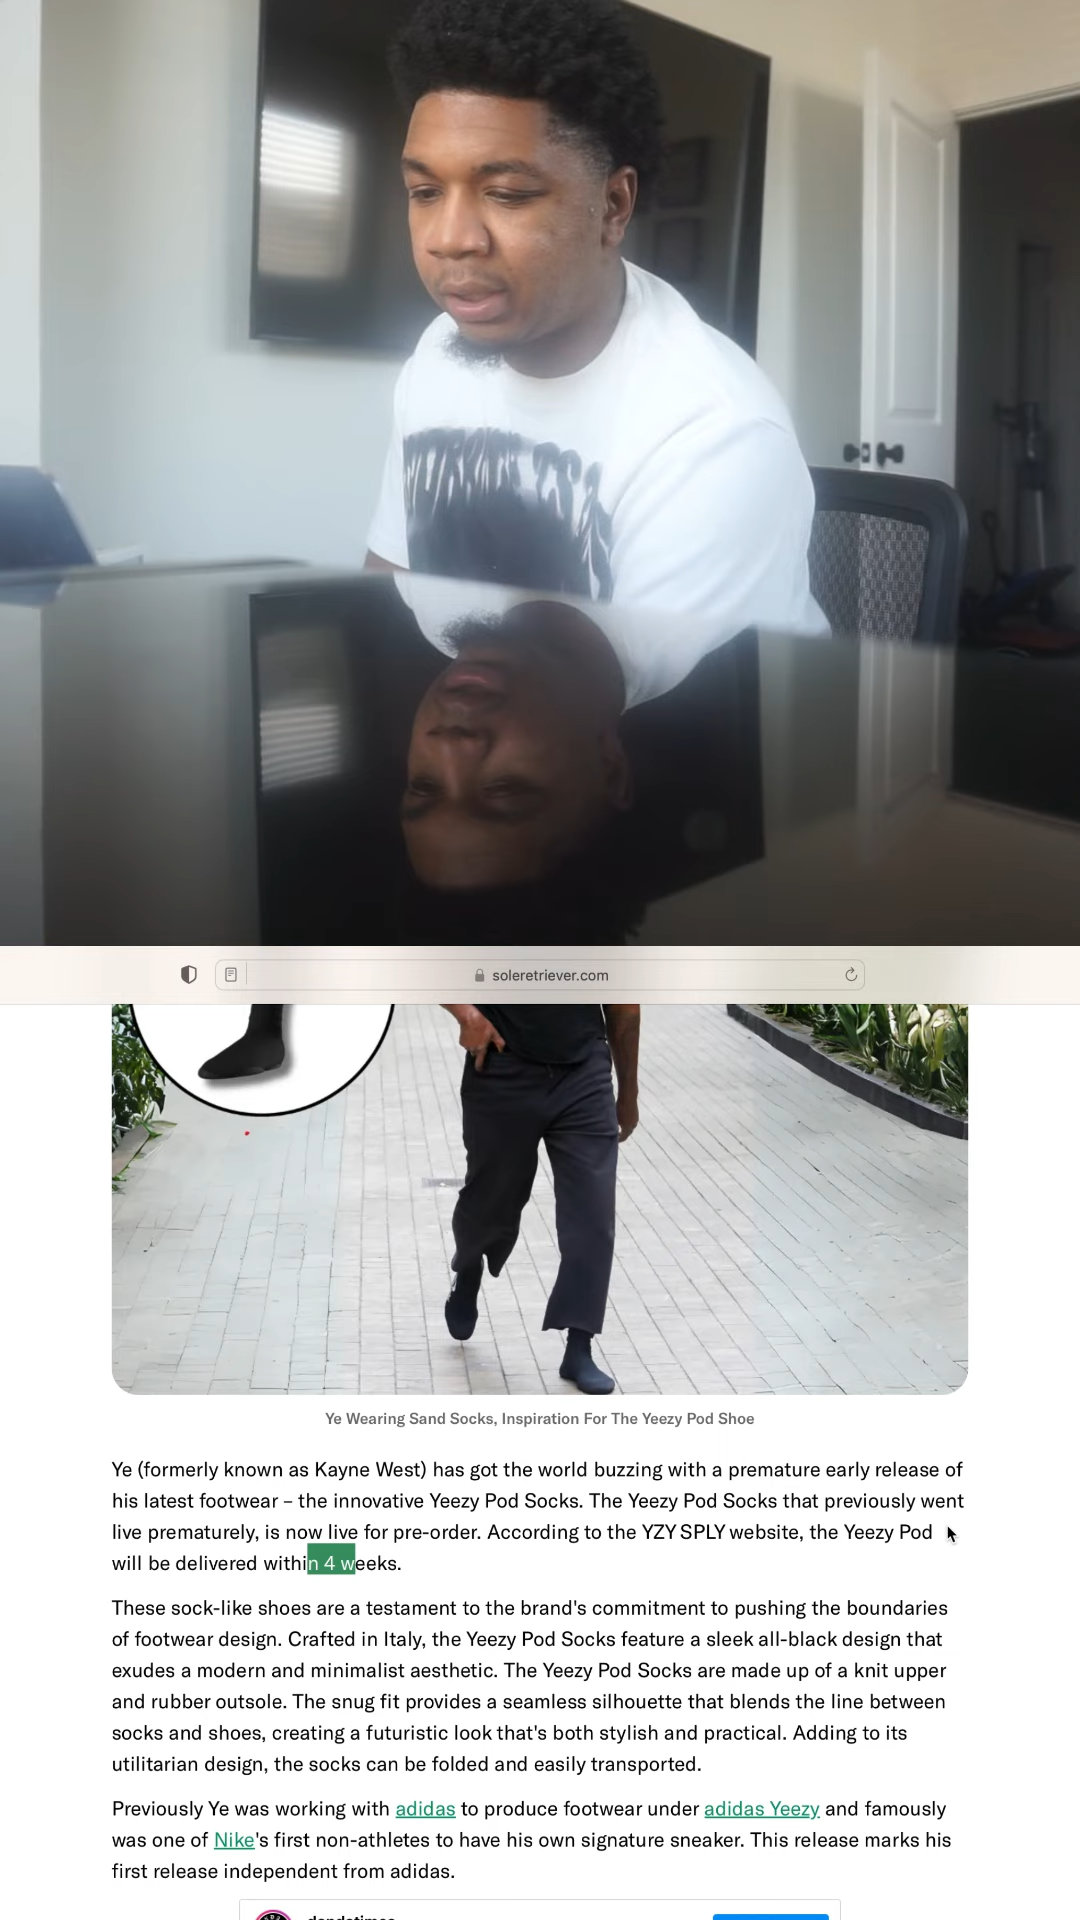 soleretriever.com
Ye Wearing Sand Socks, Inspiration For The Yeezy Pod Shoe
Ye (formerly known as Kayne West) has got the world buzzing with a premature early release of
his latest footwear – the innovative Yeezy Pod Socks. The Yeezy Pod Socks that previously went
live prematurely, is now live for pre-order. According to the YZY SPLY website, the Yeezy Pod
will be delivered within 4 weeks.
These sock-like shoes are a testament to the brand's commitment to pushing the boundaries
of footwear design. Crafted in Italy, the Yeezy Pod Socks feature a sleek all-black design that
exudes a modern and minimalist aesthetic. The Yeezy Pod Socks are made up of a knit upper
and rubber outsole. The snug fit provides a seamless silhouette that blends the line between
socks and shoes, creating a futuristic look that's both stylish and practical. Adding to its
utilitarian design, the socks can be folded and easily transported.
Previously Ye was working with adidas to produce footwear under adidas Yeezy and famously
was one of Nike's first non-athletes to have his own signature sneaker. This release marks his
first release independent from adidas.